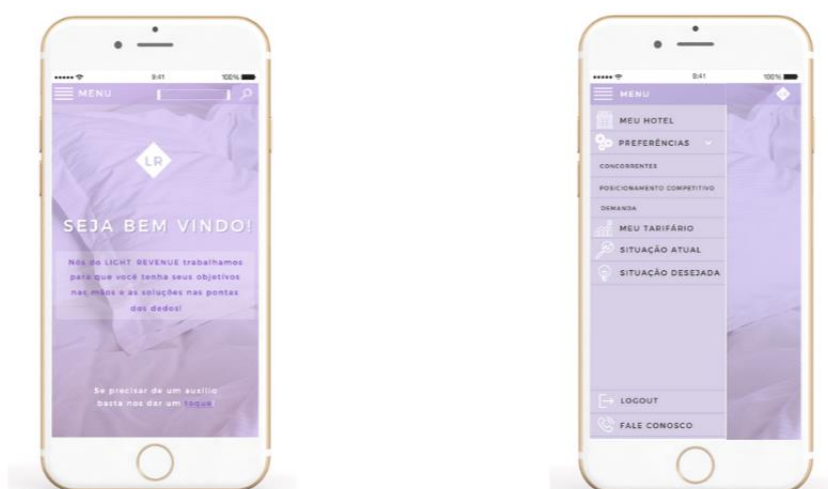 9:41 100%
MENU
LR
SEJA BEM VINDO!
Nós do LIGHT REVENUE trabalhamos
para que você tenha seus objetivos
nas mãos e as soluções nas pontas
dos dedos!
Se precisar de um auxílio
basta nos dar um toque!
9:41 100%
MENU LR
MEU HOTEL
PREFERÊNCIAS
CONCORRENTES
POSICIONAMENTO COMPETITIVO
DEMANDA
MEU TARIFÁRIO
SITUAÇÃO ATUAL
SITUAÇÃO DESEJADA
LOGOUT
FALE CONOSCO